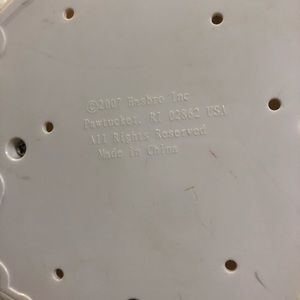 ©2007 Hasbro Inc
Pawtucket, RI 02862 USA
All Rights Reserved
Made in China